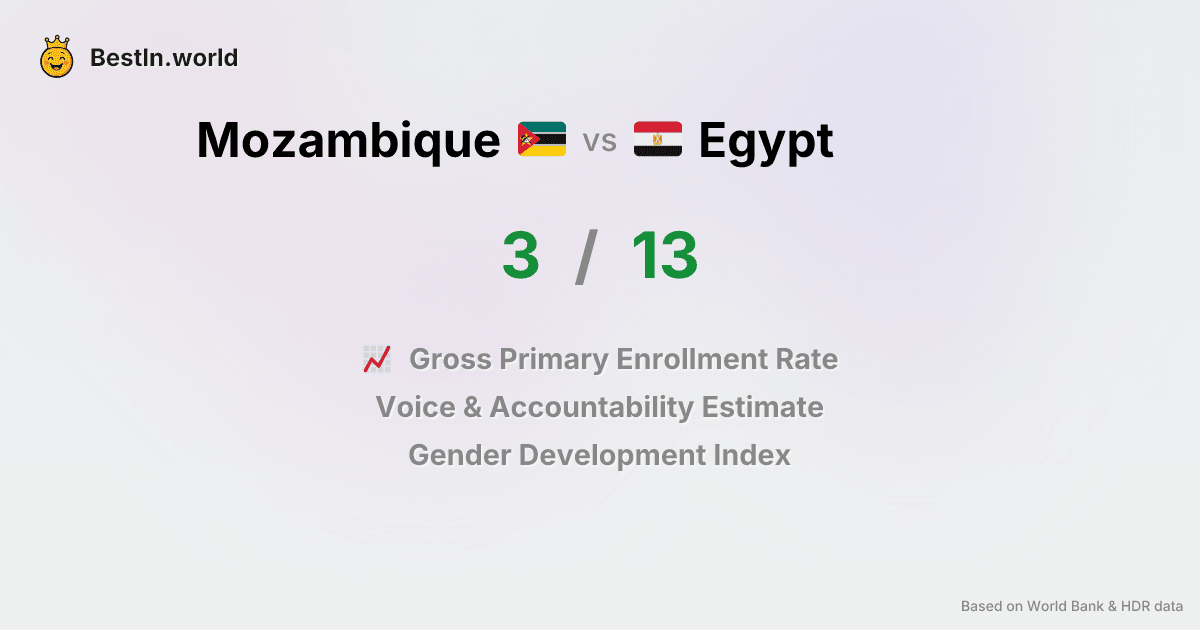 BestIn.world
Mozambique vs Egypt
3 / 13
Gross Primary Enrollment Rate
Voice & Accountability Estimate
Gender Development Index
Based on World Bank & HDR data